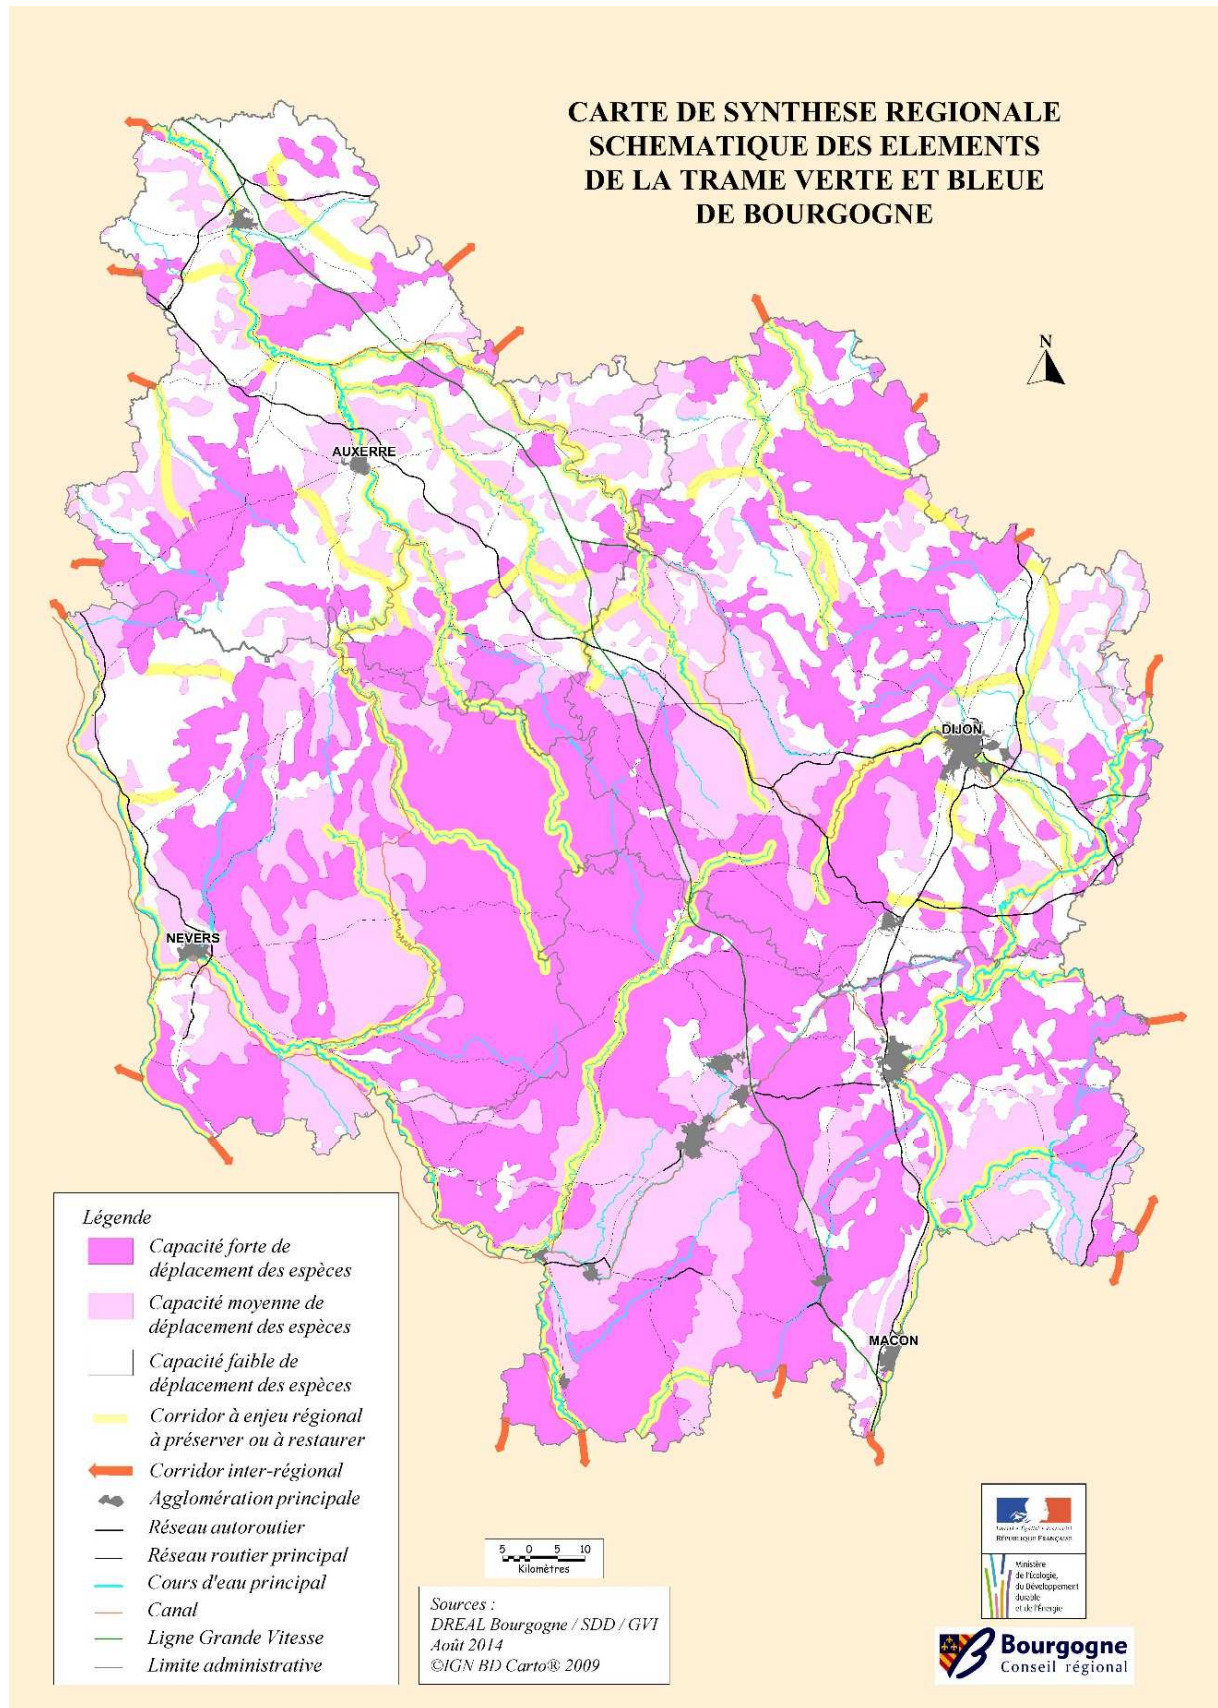 CARTE DE SYNTHESE REGIONALE
SCHEMATIQUE DES ELEMENTS
DE LA TRAME VERTE ET BLEUE
DE BOURGOGNE
N
AUXERRE
DIJON
NEVERS
MACON
Légende
Capacité forte de
déplacement des espèces
Capacité moyenne de
déplacement des espèces
Capacité faible de
déplacement des espèces
Corridor à enjeu régional
à préserver ou à restaurer
Corridor inter-régional
Agglomération principale
Réseau autoroutier
Réseau routier principal
Cours d'eau principal
Canal
Ligne Grande Vitesse
Limite administrative
5 0 5 10
Kilomètres
Sources :
DREAL Bourgogne / SDD / GVI
Août 2014
©IGN BD Carto® 2009
Liberté • Égalité • Fraternité
RÉPUBLIQUE FRANÇAISE
Ministère
de l'Écologie,
du Développement
durable
et de l'Énergie
Bourgogne
Conseil régional